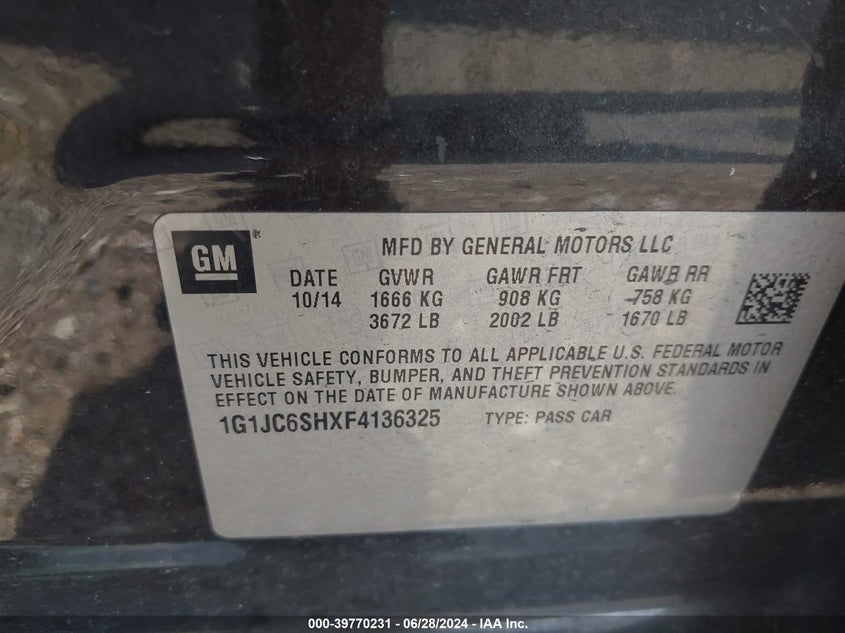 GM ®
MFD BY GENERAL MOTORS LLC
DATE GVWR GAWR FRT GAWR RR
10/14 1666 KG 908 KG 758 KG
3672 LB 2002 LB 1670 LB
THIS VEHICLE CONFORMS TO ALL APPLICABLE U.S. FEDERAL MOTOR
VEHICLE SAFETY, BUMPER, AND THEFT PREVENTION STANDARDS IN
EFFECT ON THE DATE OF MANUFACTURE SHOWN ABOVE.
1G1JC6SHXF4136325 TYPE: PASS CAR
000-39770231 - 06/28/2024 - IAA Inc.